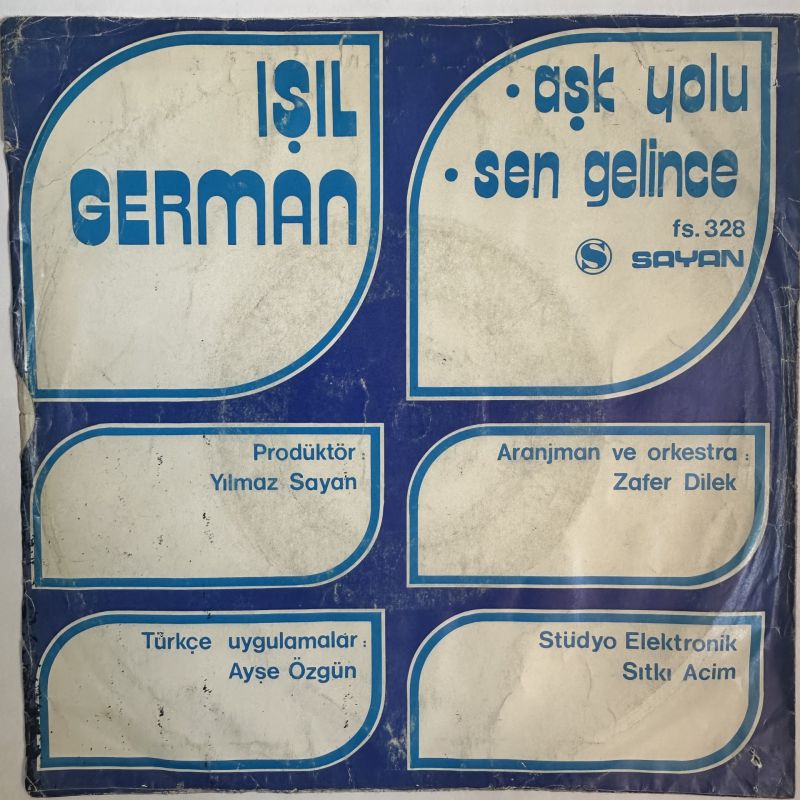 IŞIL
GERMAN
• aşk yolu
• sen gelince
fs. 328
S SAYAN
Prodüktör :
Yılmaz Sayan
Aranjman ve orkestra :
Zafer Dilek
Türkçe uygulamalar :
Ayşe Özgün
Stüdyo Elektronik
Sıtkı Acim